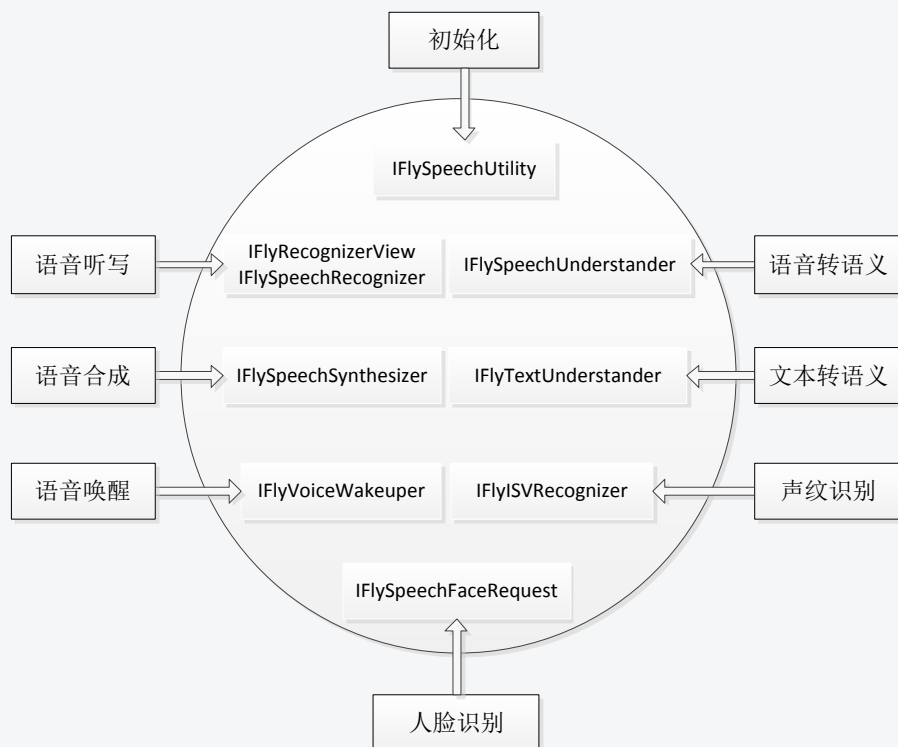 初始化
IFlySpeechUtility
语音听写
IFlyRecognizerView
IFlySpeechRecognizer
IFlySpeechUnderstander
语音转语义
语音合成
IFlySpeechSynthesizer
IFlyTextUnderstander
文本转语义
语音唤醒
IFlyVoiceWakeuper
IFlyISVRecognizer
声纹识别
IFlySpeechFaceRequest
人脸识别